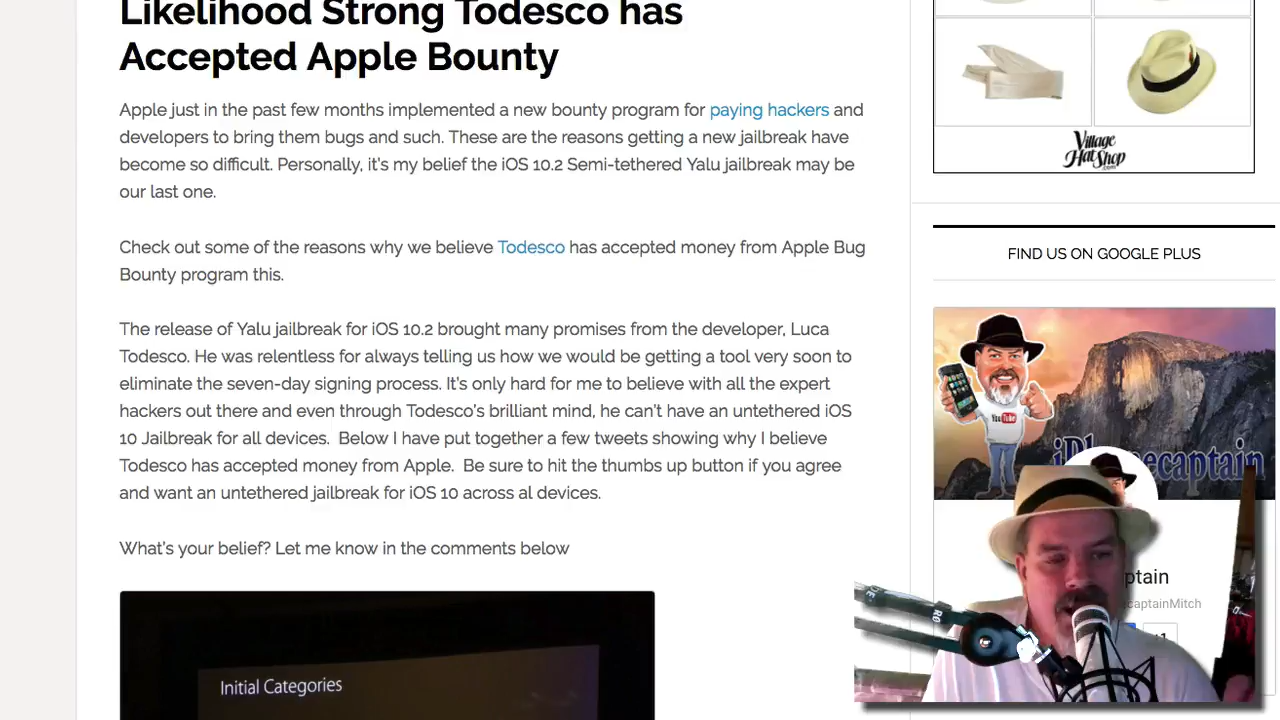 Likelihood Strong Todesco has
Accepted Apple Bounty
Apple just in the past few months implemented a new bounty program for paying hackers and
developers to bring them bugs and such. These are the reasons getting a new jailbreak have
become so difficult. Personally, it's my belief the iOS 10.2 Semi-tethered Yalu jailbreak may be
our last one.
Check out some of the reasons why we believe Todesco has accepted money from Apple Bug
Bounty program this.
The release of Yalu jailbreak for iOS 10.2 brought many promises from the developer, Luca
Todesco. He was relentless for always telling us how we would be getting a tool very soon to
eliminate the seven-day signing process. It's only hard for me to believe with all the expert
hackers out there and even through Todesco's brilliant mind, he can't have an untethered iOS
10 Jailbreak for all devices. Below I have put together a few tweets showing why I believe
Todesco has accepted money from Apple. Be sure to hit the thumbs up button if you agree
and want an untethered jailbreak for iOS 10 across al devices.
What's your belief? Let me know in the comments below
Initial Categories
Village
Hat Shop
.com
FIND US ON GOOGLE PLUS
You Tube
ptain
ecaptainMitch
+1